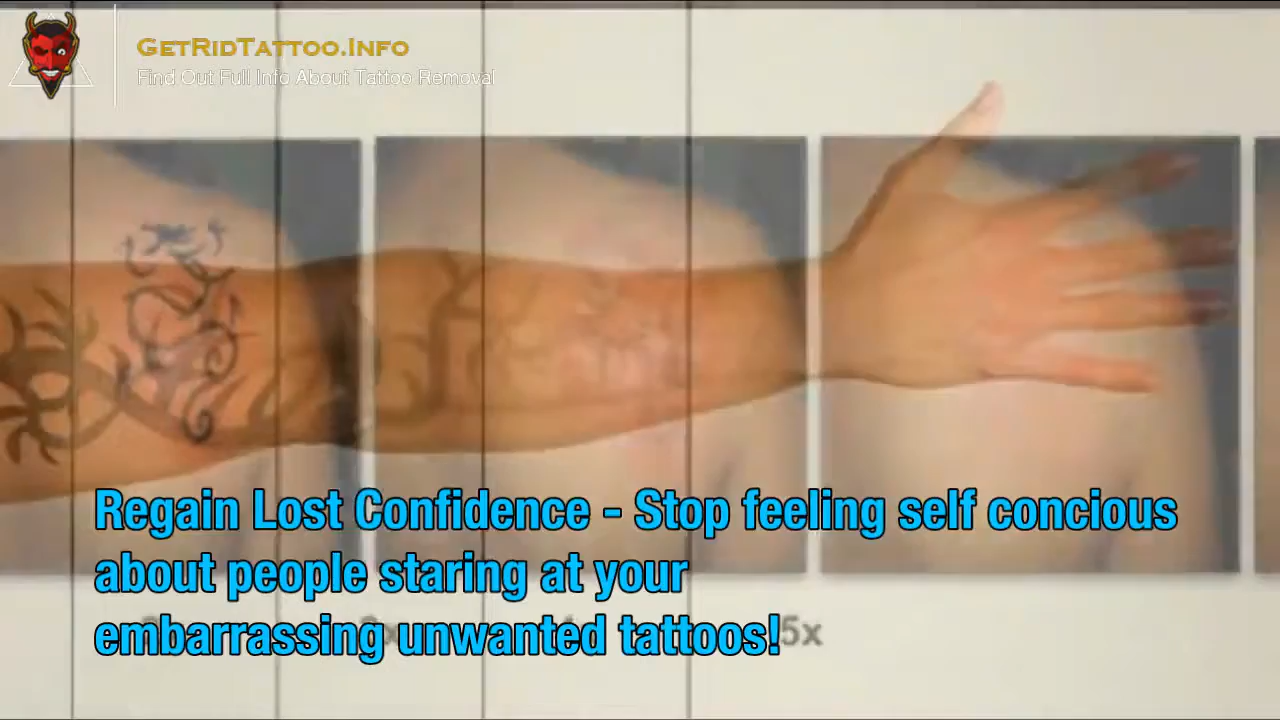 GetRidTattoo.Info
Find Out Full Info About Tattoo Removal
Regain Lost Confidence - Stop feeling self concious
about people staring at your
embarrassing unwanted tattoos!
5x